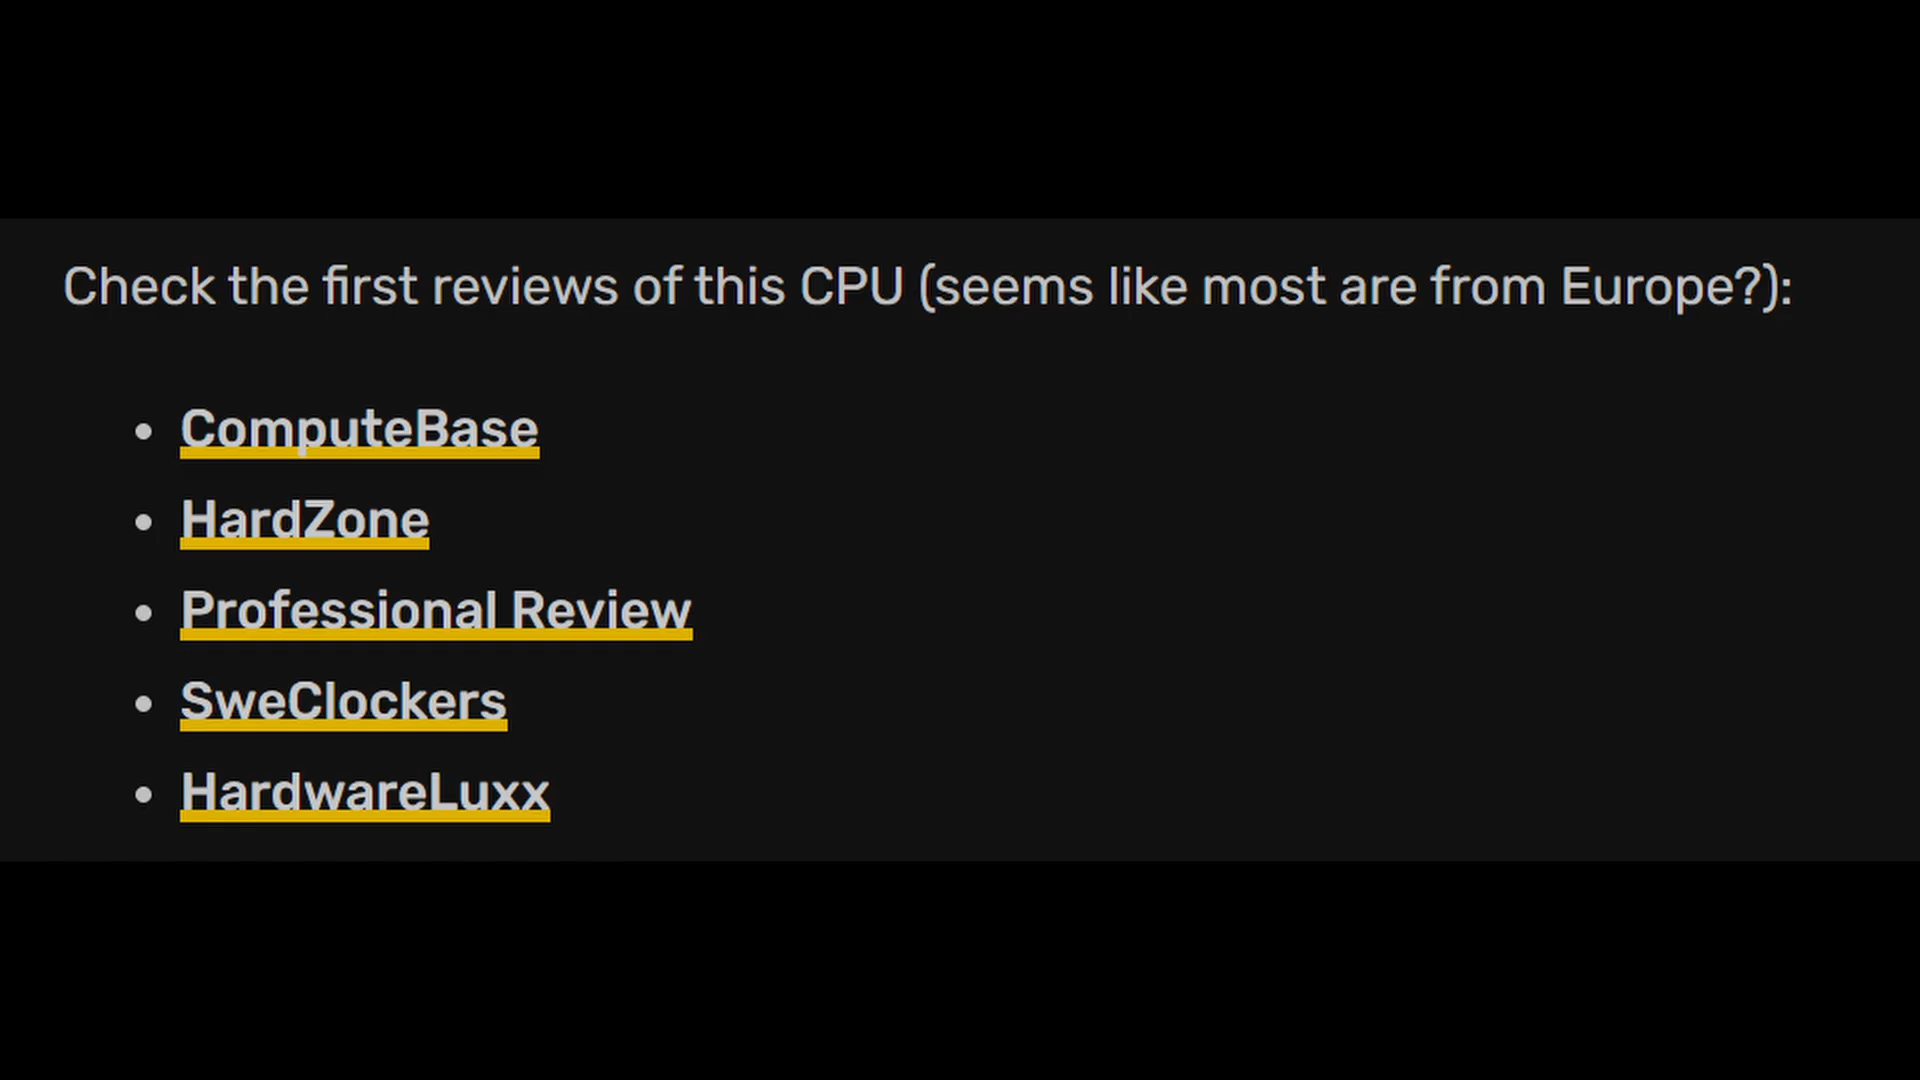 Check the first reviews of this CPU (seems like most are from Europe?):
• ComputeBase
• HardZone
• Professional Review
• SweClockers
• HardwareLuxx